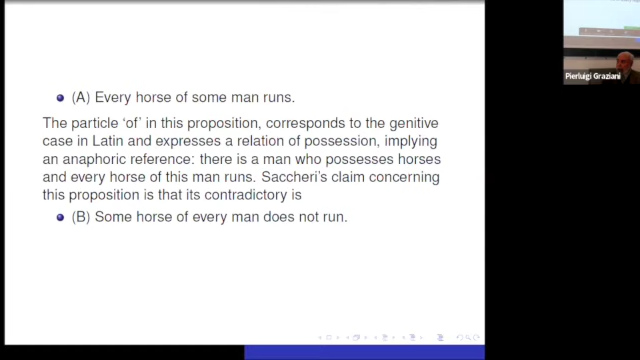 (A) Every horse of some man runs.
The particle ‘of’ in this proposition, corresponds to the genitive
case in Latin and expresses a relation of possession, implying
an anaphoric reference: there is a man who possesses horses
and every horse of this man runs. Saccheri’s claim concerning
this proposition is that its contradictory is
(B) Some horse of every man does not run.
Pierluigi Graziani